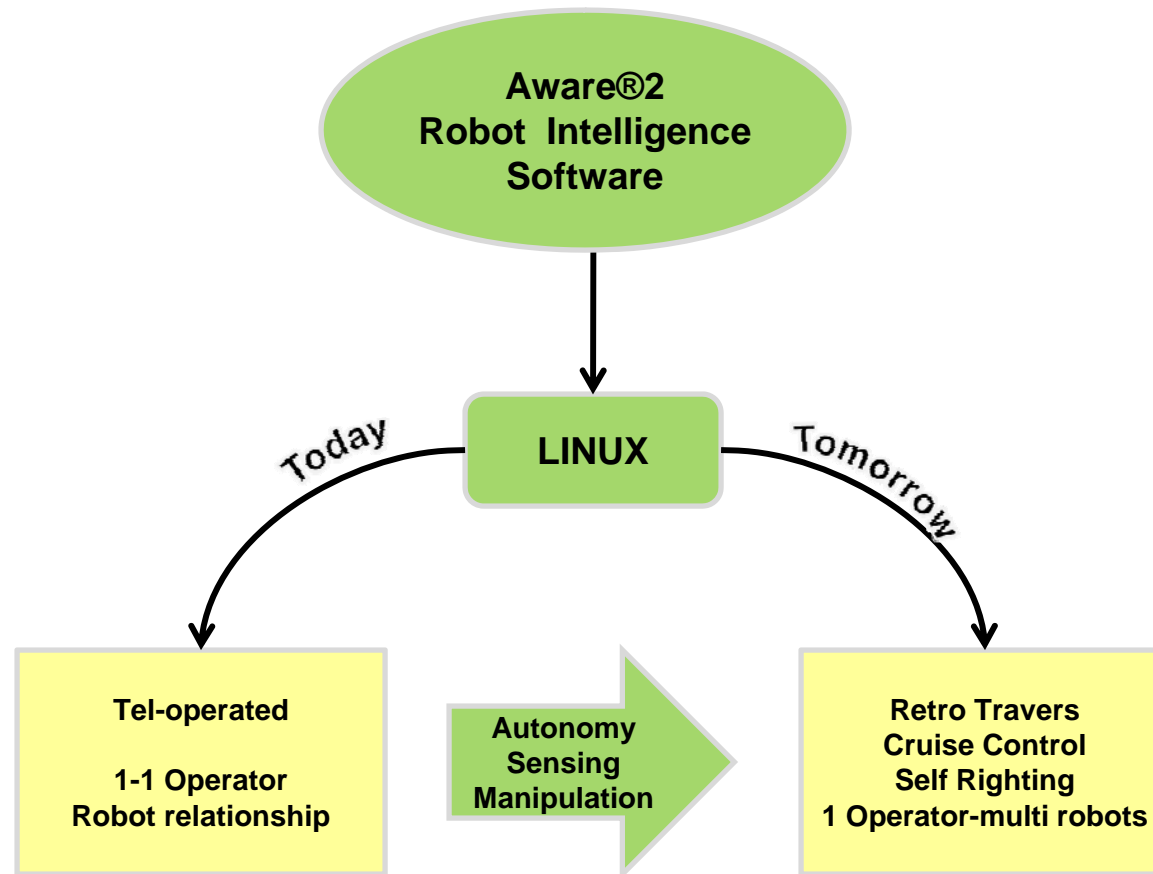 Aware®2
Robot Intelligence
Software
LINUX
Today
Tomorrow
Tel-operated
1-1 Operator
Robot relationship
Autonomy
Sensing
Manipulation
Retro Travers
Cruise Control
Self Righting
1 Operator-multi robots